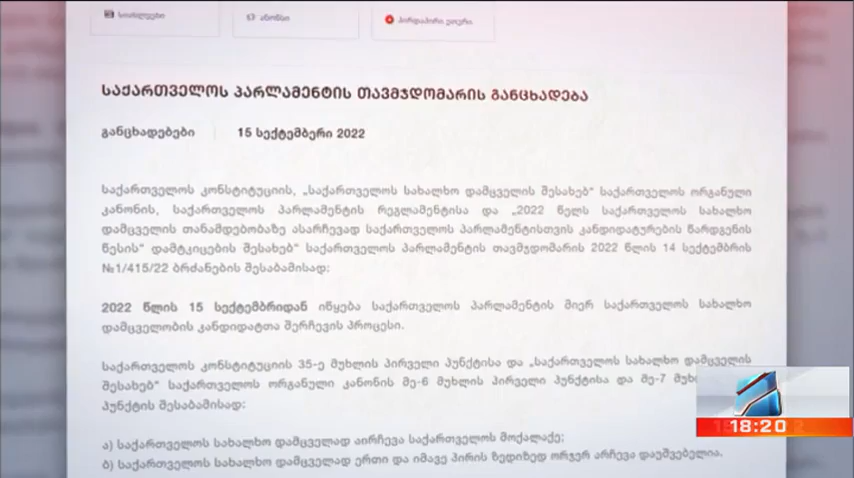 სიახლეები
ანონსი
პირდაპირი ეთერი
საქართველოს პარლამენტის თავმჯდომარის განცხადება
განცხადებები
15 სექტემბერი 2022
საქართველოს კონსტიტუციის, „საქართველოს სახალხო დამცველის შესახებ“ საქართველოს ორგანული
კანონის, საქართველოს პარლამენტის რეგლამენტისა და „2022 წელს საქართველოს სახალხო
დამცველის თანამდებობაზე ასარჩევად საქართველოს პარლამენტისთვის კანდიდატურების წარდგენის
წესის“ დამტკიცების შესახებ“ საქართველოს პარლამენტის თავმჯდომარის 2022 წლის 14 სექტემბრის
№1/415/22 ბრძანების შესაბამისად:
2022 წლის 15 სექტემბრიდან იწყება საქართველოს პარლამენტის მიერ საქართველოს სახალხო
დამცველობის კანდიდატთა შერჩევის პროცესი.
საქართველოს კონსტიტუციის 35-ე მუხლის პირველი პუნქტისა და „საქართველოს სახალხო დამცველის
შესახებ“ საქართველოს ორგანული კანონის მე-6 მუხლის პირველი პუნქტისა და მე-7
პუნქტის შესაბამისად:
ა) საქართველოს სახალხო დამცველად აირჩევა საქართველოს მოქალაქე;
ბ) საქართველოს სახალხო დამცველად ერთი და იმავე პირის ზედიზედ ორჯერ არჩევა დაუშვებელია.
18:20